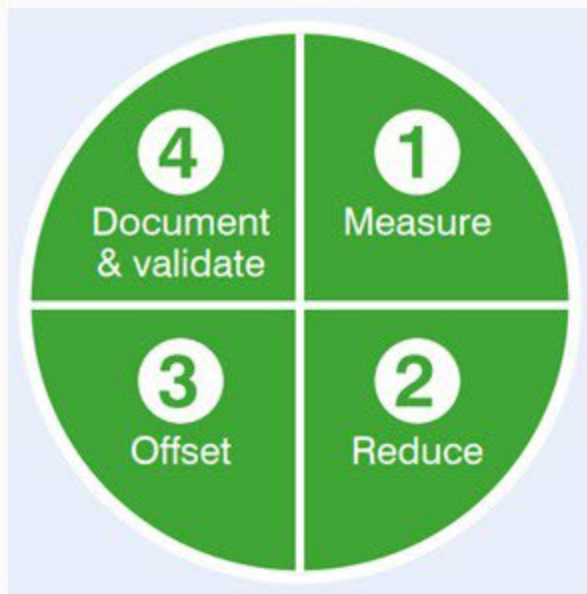 1
Measure
2
Reduce
3
Offset
4
Document
& validate